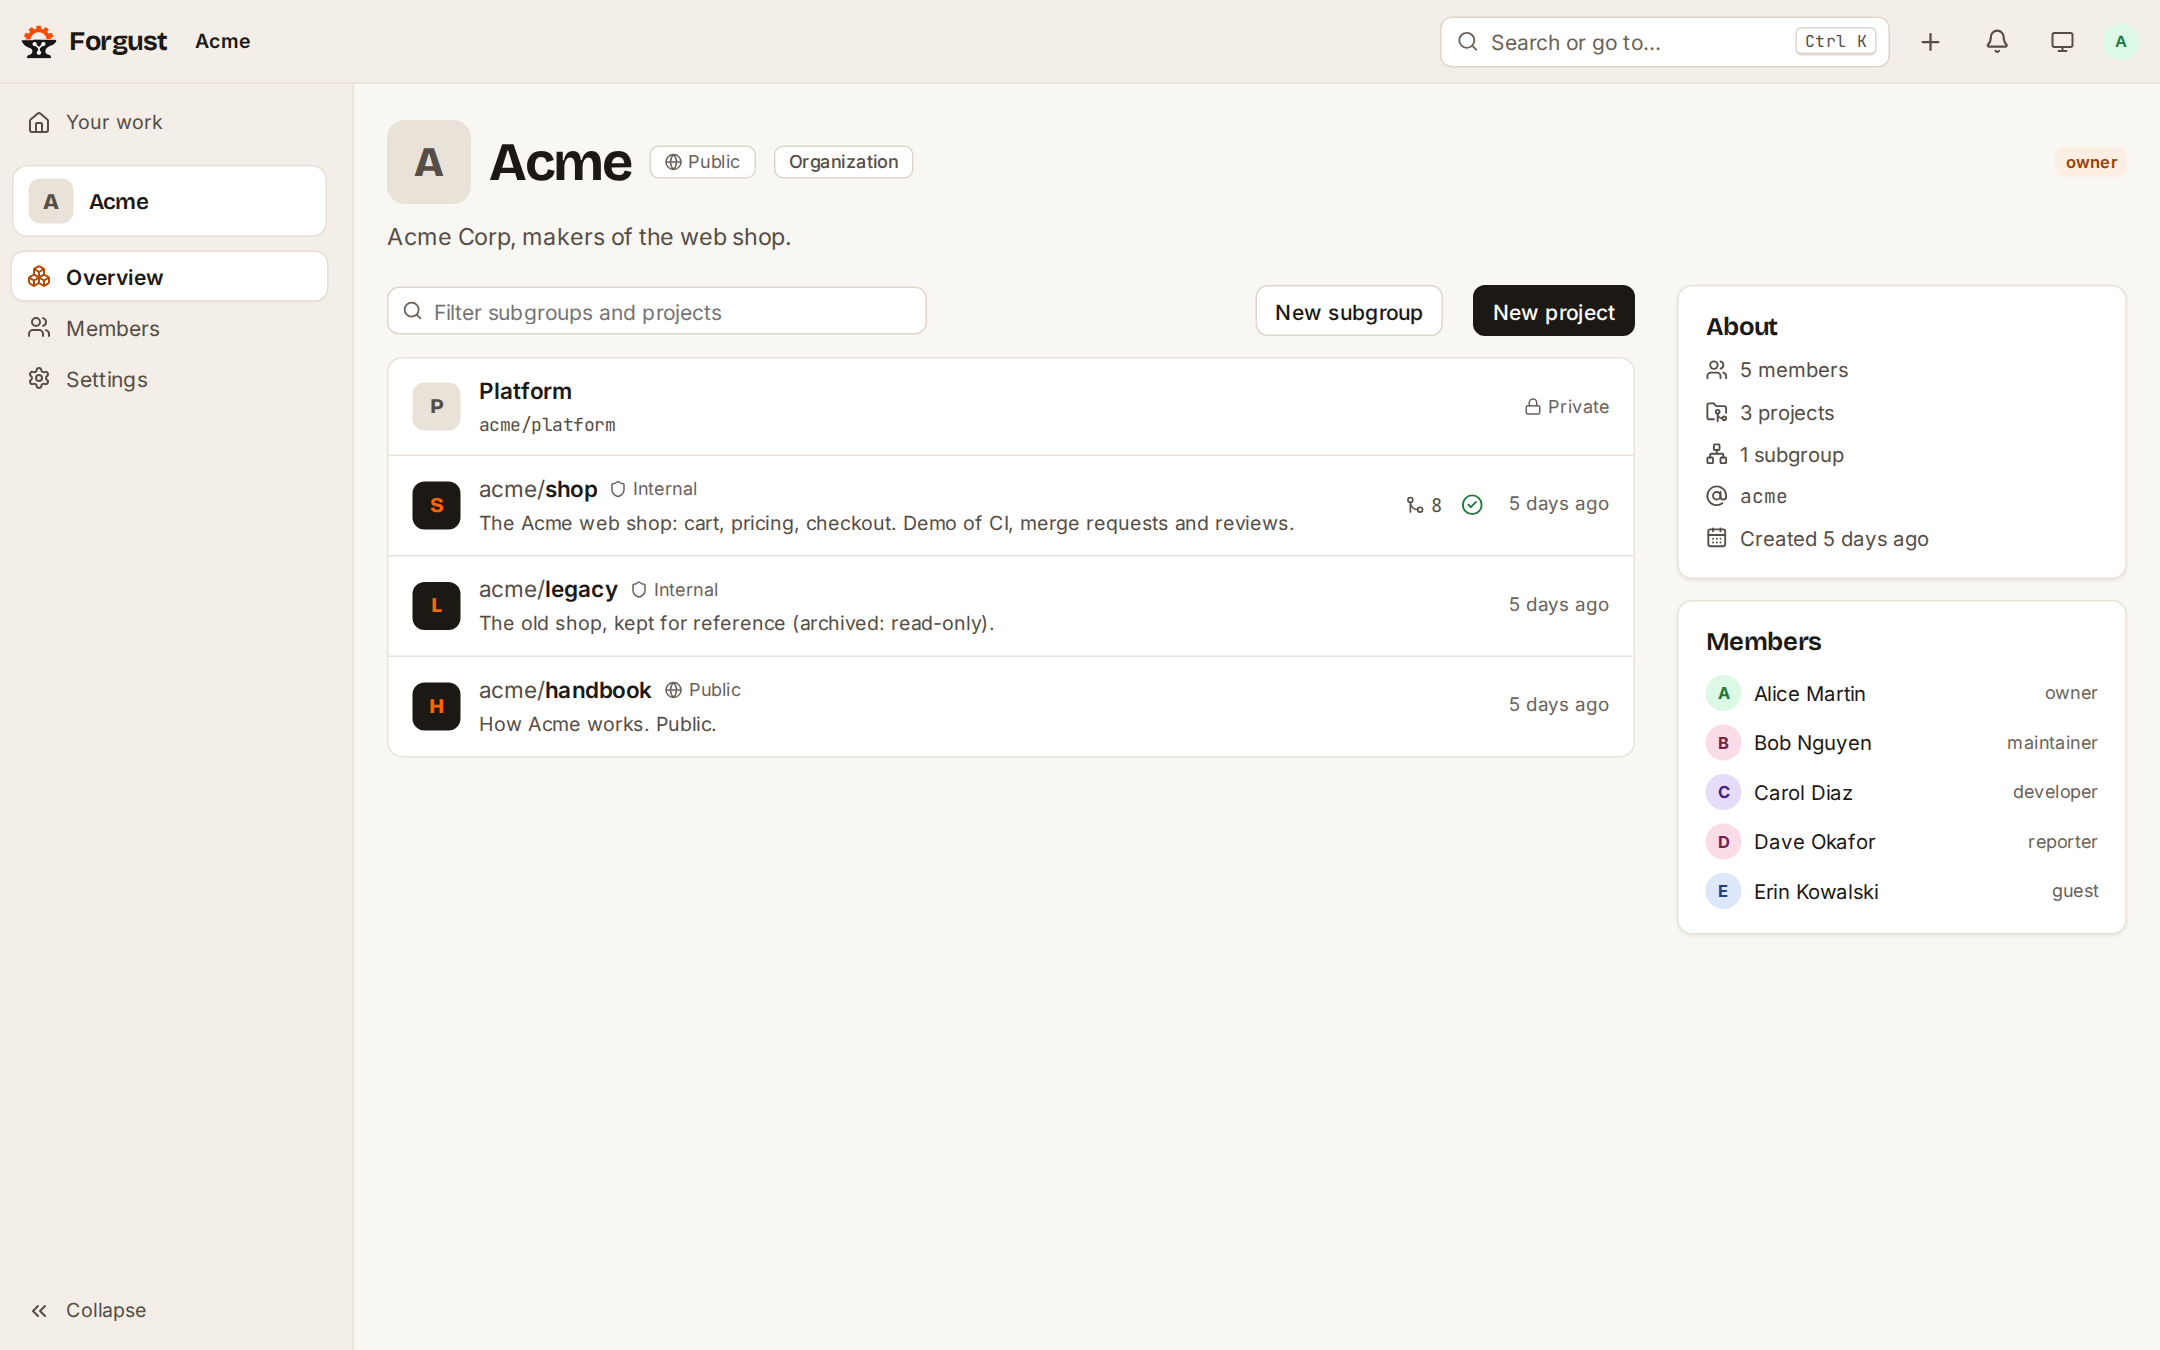 Forgust Acme Search or go to... Ctrl K A
Your work
A Acme
Overview
Members
Settings
Collapse
A Acme Public Organization owner
Acme Corp, makers of the web shop.
Filter subgroups and projects New subgroup New project
P Platform Private
acme/platform
S acme/shop Internal 8 5 days ago
The Acme web shop: cart, pricing, checkout. Demo of CI, merge requests and reviews.
L acme/legacy Internal 5 days ago
The old shop, kept for reference (archived: read-only).
H acme/handbook Public 5 days ago
How Acme works. Public.
About
5 members
3 projects
1 subgroup
acme
Created 5 days ago
Members
A Alice Martin owner
B Bob Nguyen maintainer
C Carol Diaz developer
D Dave Okafor reporter
E Erin Kowalski guest